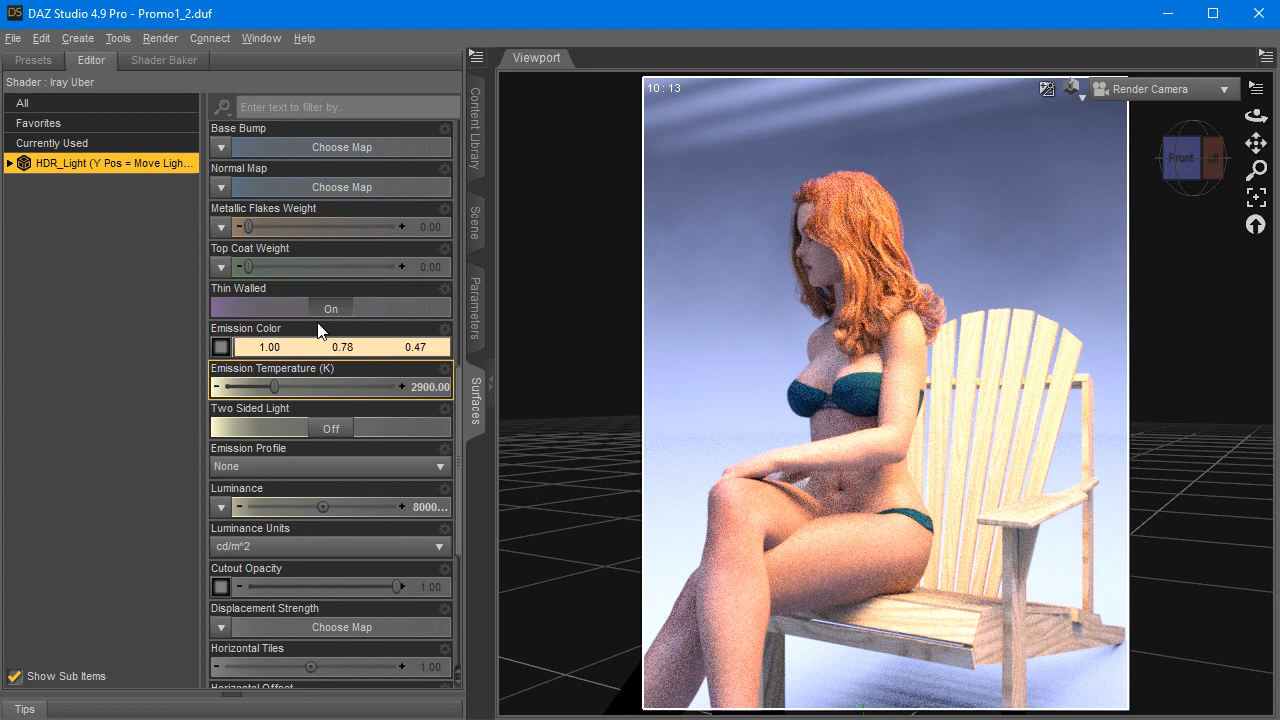 DAZ Studio 4.9 Pro - Promo1_2.duf
File Edit Create Tools Render Connect Window Help
Presets Editor Shader Baker
Shader : Iray Uber
All
Favorites
Currently Used
HDR_Light (Y Pos = Move Ligh...
Show Sub Items
Tips
Enter text to filter by...
Base Bump
Choose Map
Normal Map
Choose Map
Metallic Flakes Weight
0.00
Top Coat Weight
0.00
Thin Walled
On
Emission Color
1.00 0.78 0.47
Emission Temperature (K)
2900.00
Two Sided Light
Off
Emission Profile
None
Luminance
8000...
Luminance Units
cd/m^2
Cutout Opacity
1.00
Displacement Strength
Choose Map
Horizontal Tiles
1.00
Horizontal Offset
Content Library
Scene
Parameters
Surfaces
Viewport
10 : 13
Render Camera
Front